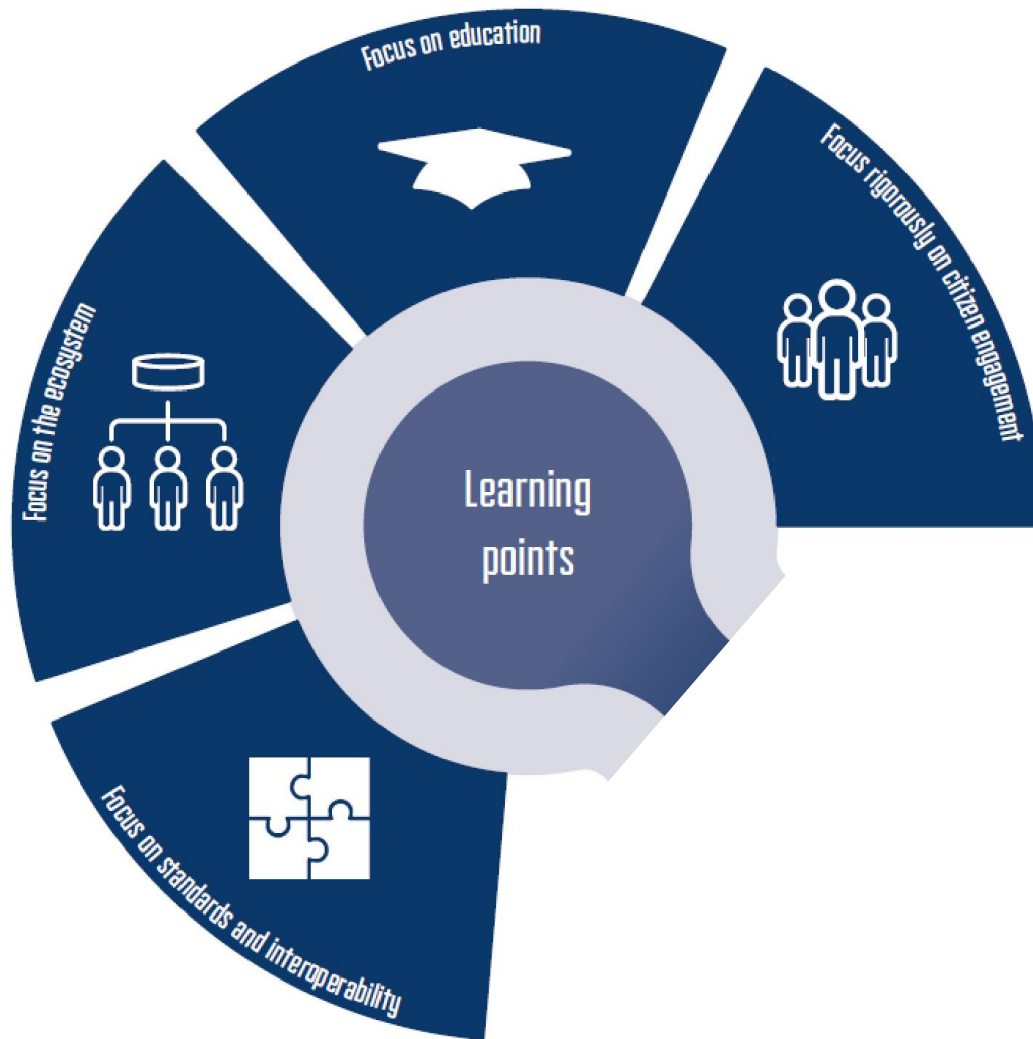 Focus on education
Focus rigorously on citizen engagement
Focus on the ecosystem
Learning
points
Focus on standards and interoperability